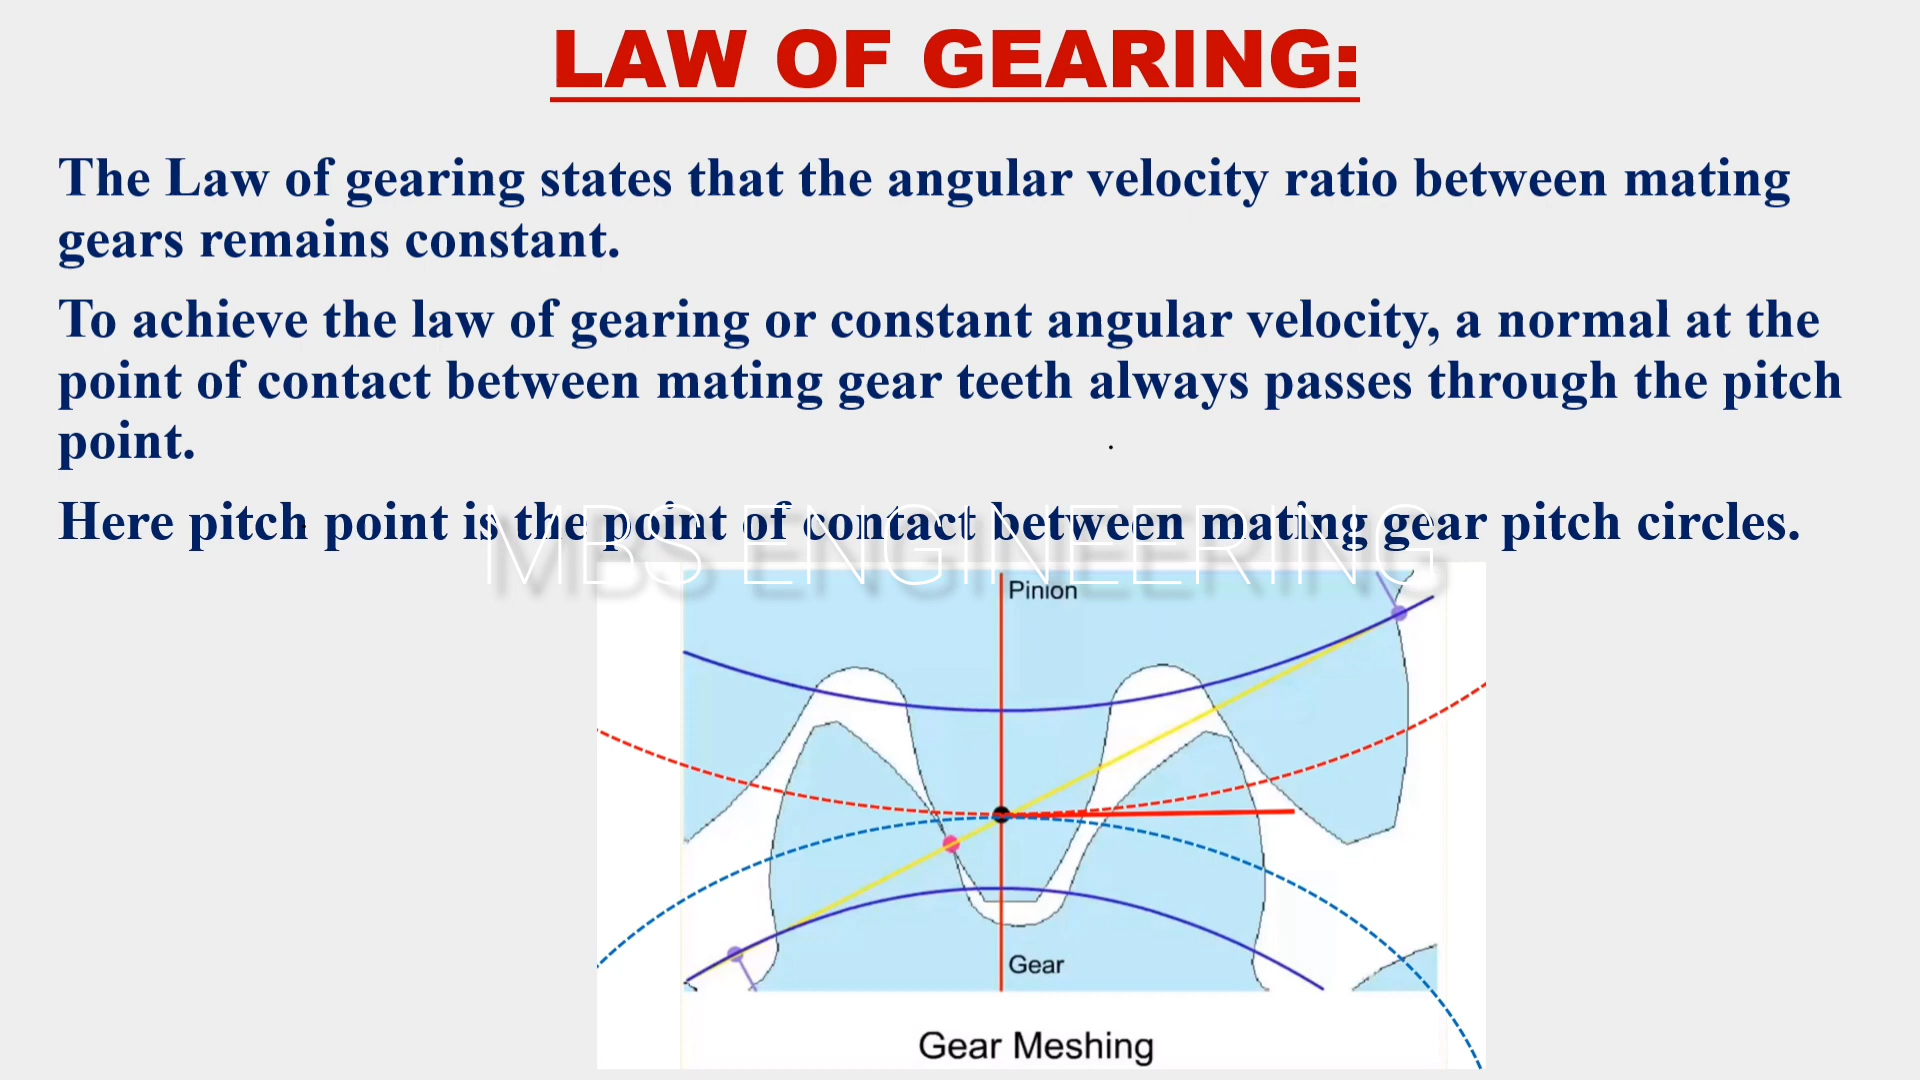 LAW OF GEARING:
The Law of gearing states that the angular velocity ratio between mating
gears remains constant.
To achieve the law of gearing or constant angular velocity, a normal at the
point of contact between mating gear teeth always passes through the pitch
point.
Here pitch point is the point of contact between mating gear pitch circles.
MBS ENGINEERING
Pinion
Gear
Gear Meshing